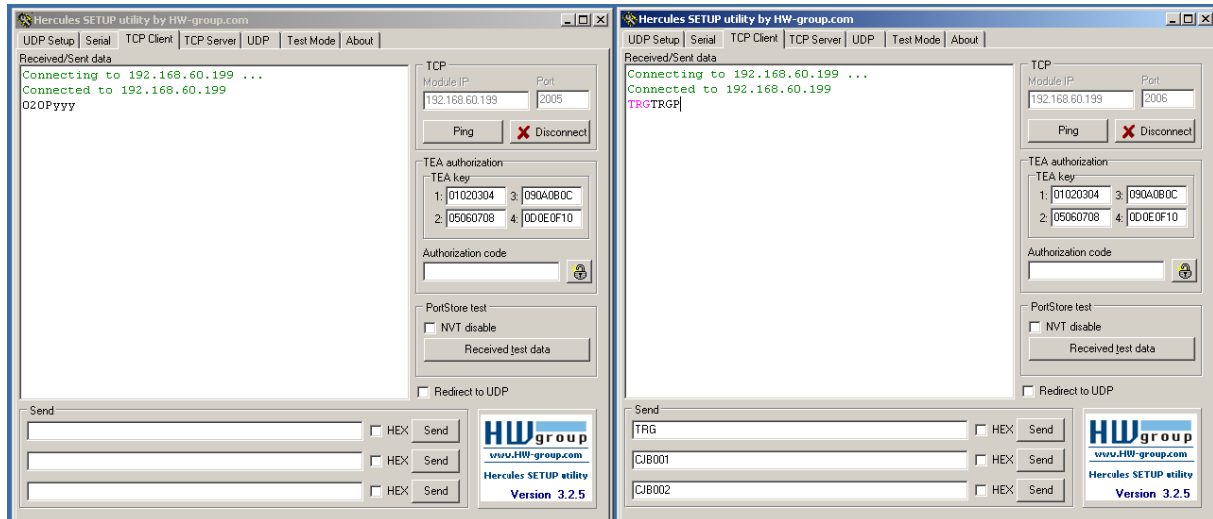 Hercules SETUP utility by HW-group.com
UDP Setup Serial TCP Client TCP Server UDP Test Mode About
Received/Sent data
Connecting to 192.168.60.199 ...
Connected to 192.168.60.199
020Pyyy
TCP
Module IP Port
192.168.60.199 2005
Ping Disconnect
TEA authorization
TEA key
1: 01020304 3: 090A0B0C
2: 05060708 4: 0D0E0F10
Authorization code
PortStore test
NVT disable
Received test data
Redirect to UDP
Send
HEX Send
HEX Send
HEX Send
HW group
www.HW-group.com
Hercules SETUP utility
Version 3.2.5
Hercules SETUP utility by HW-group.com
UDP Setup Serial TCP Client TCP Server UDP Test Mode About
Received/Sent data
Connecting to 192.168.60.199 ...
Connected to 192.168.60.199
TRGTRGP
TCP
Module IP Port
192.168.60.199 2006
Ping Disconnect
TEA authorization
TEA key
1: 01020304 3: 090A0B0C
2: 05060708 4: 0D0E0F10
Authorization code
PortStore test
NVT disable
Received test data
Redirect to UDP
Send
TRG HEX Send
CJB001 HEX Send
CJB002 HEX Send
HW group
www.HW-group.com
Hercules SETUP utility
Version 3.2.5